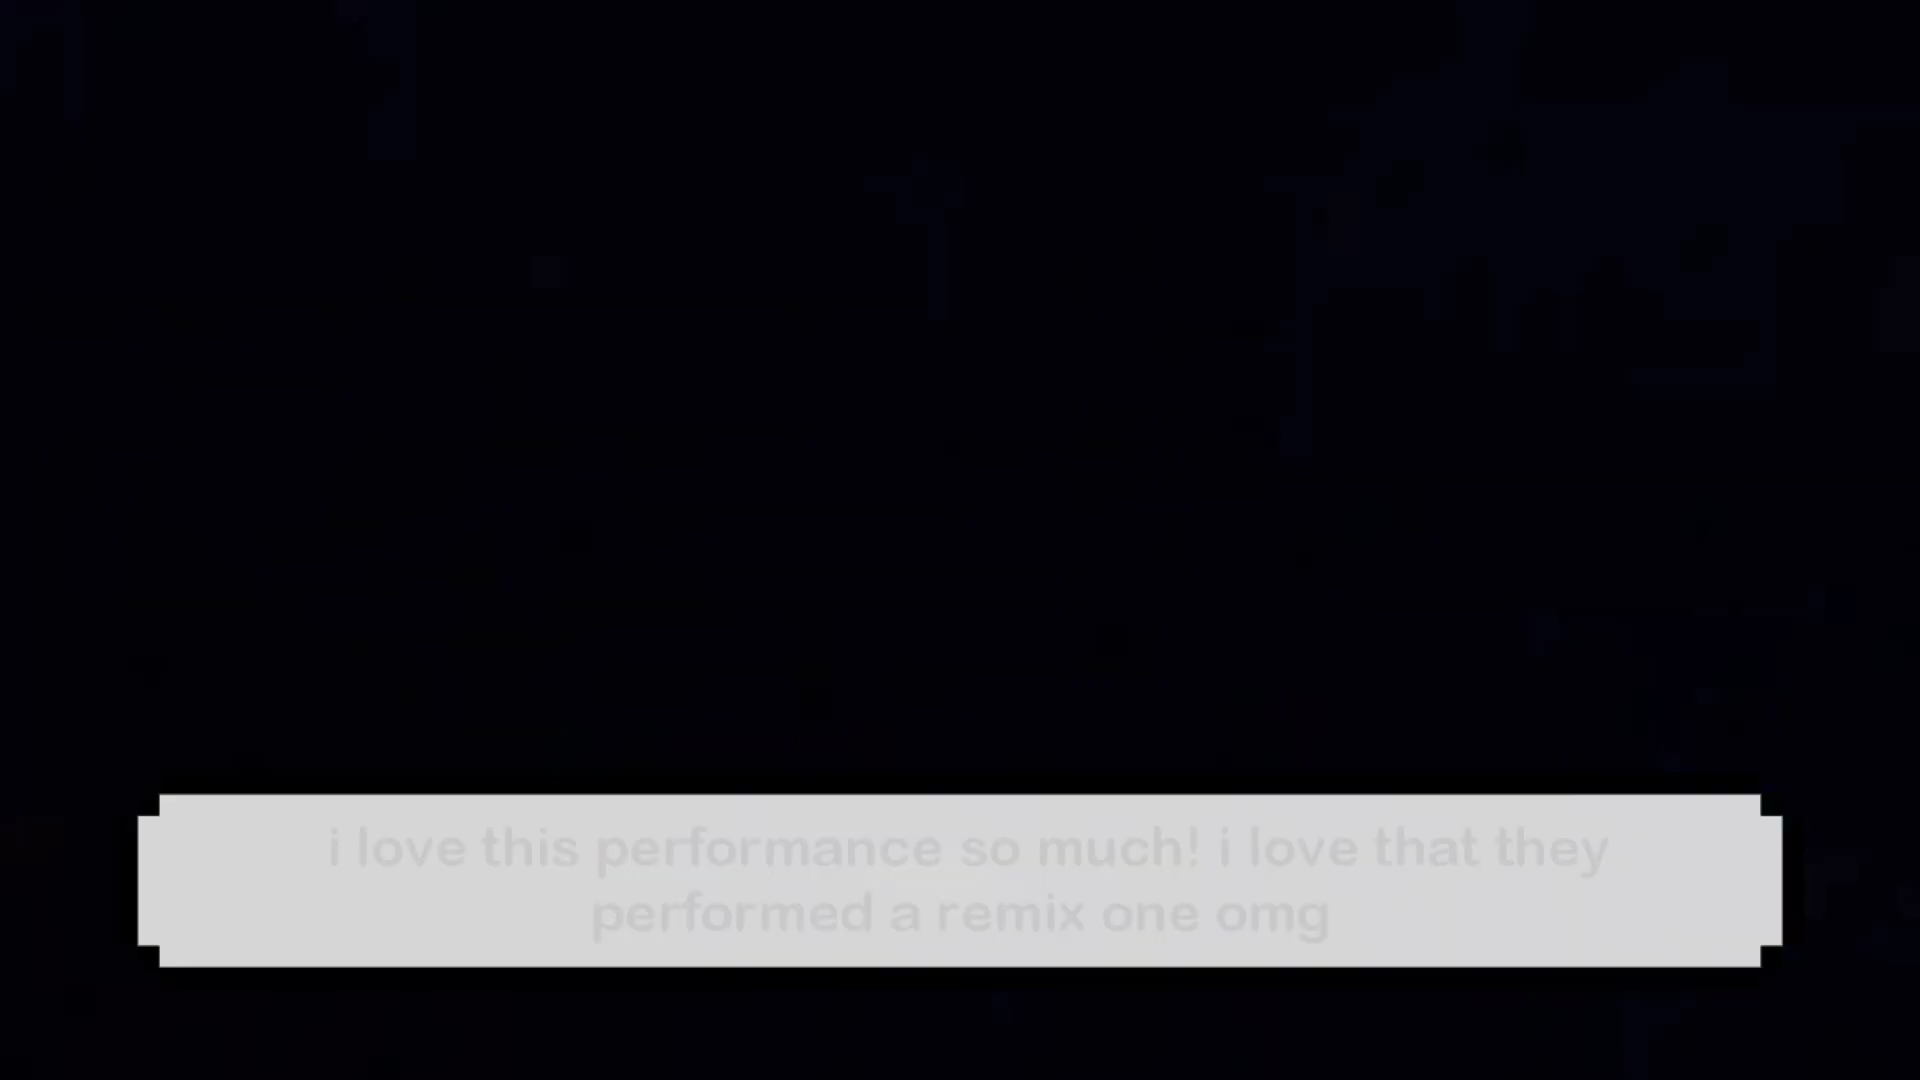 i love this performance so much! i love that they
performed a remix one omg